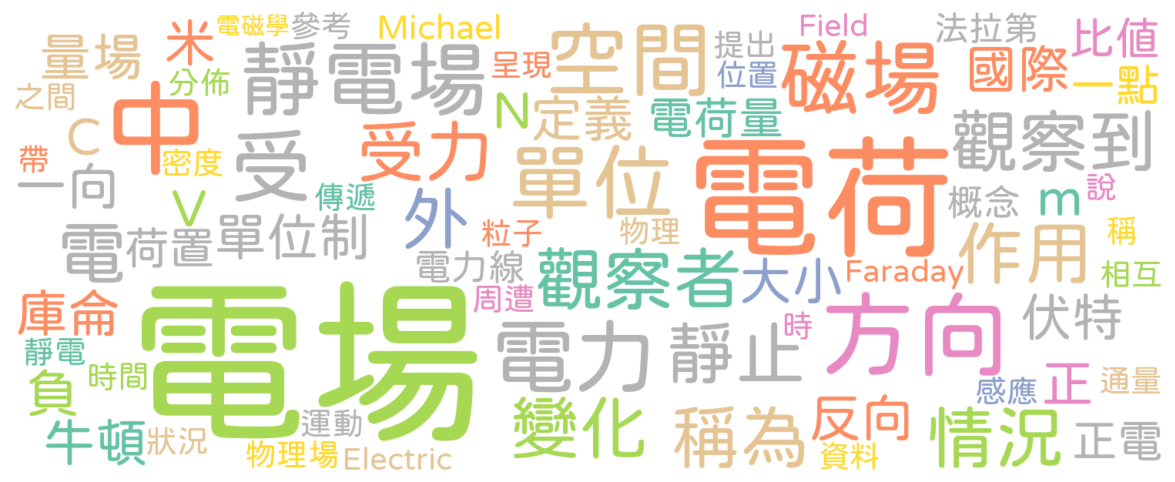 電磁學
參考
Michael
Field
法拉第
比值
量場
米
靜電場
呈現
空間
提出
磁場
國際
一點
之間
分佈
中
位置
N
定義
電荷量
觀察到
C
受
受力
單位
電荷
帶
密度
一向
V
傳遞
外
粒子
物理
概念
m
說
電
荷置
單位制
電力線
觀察者
大小
Faraday
作用
稱
相互
庫侖
電場
周遭
電力
靜止
時
方向
伏特
靜電
負
時間
感應
正
通量
牛頓
狀況
運動
物理場
Electric
變化
稱為
反向
資料
情況
正電